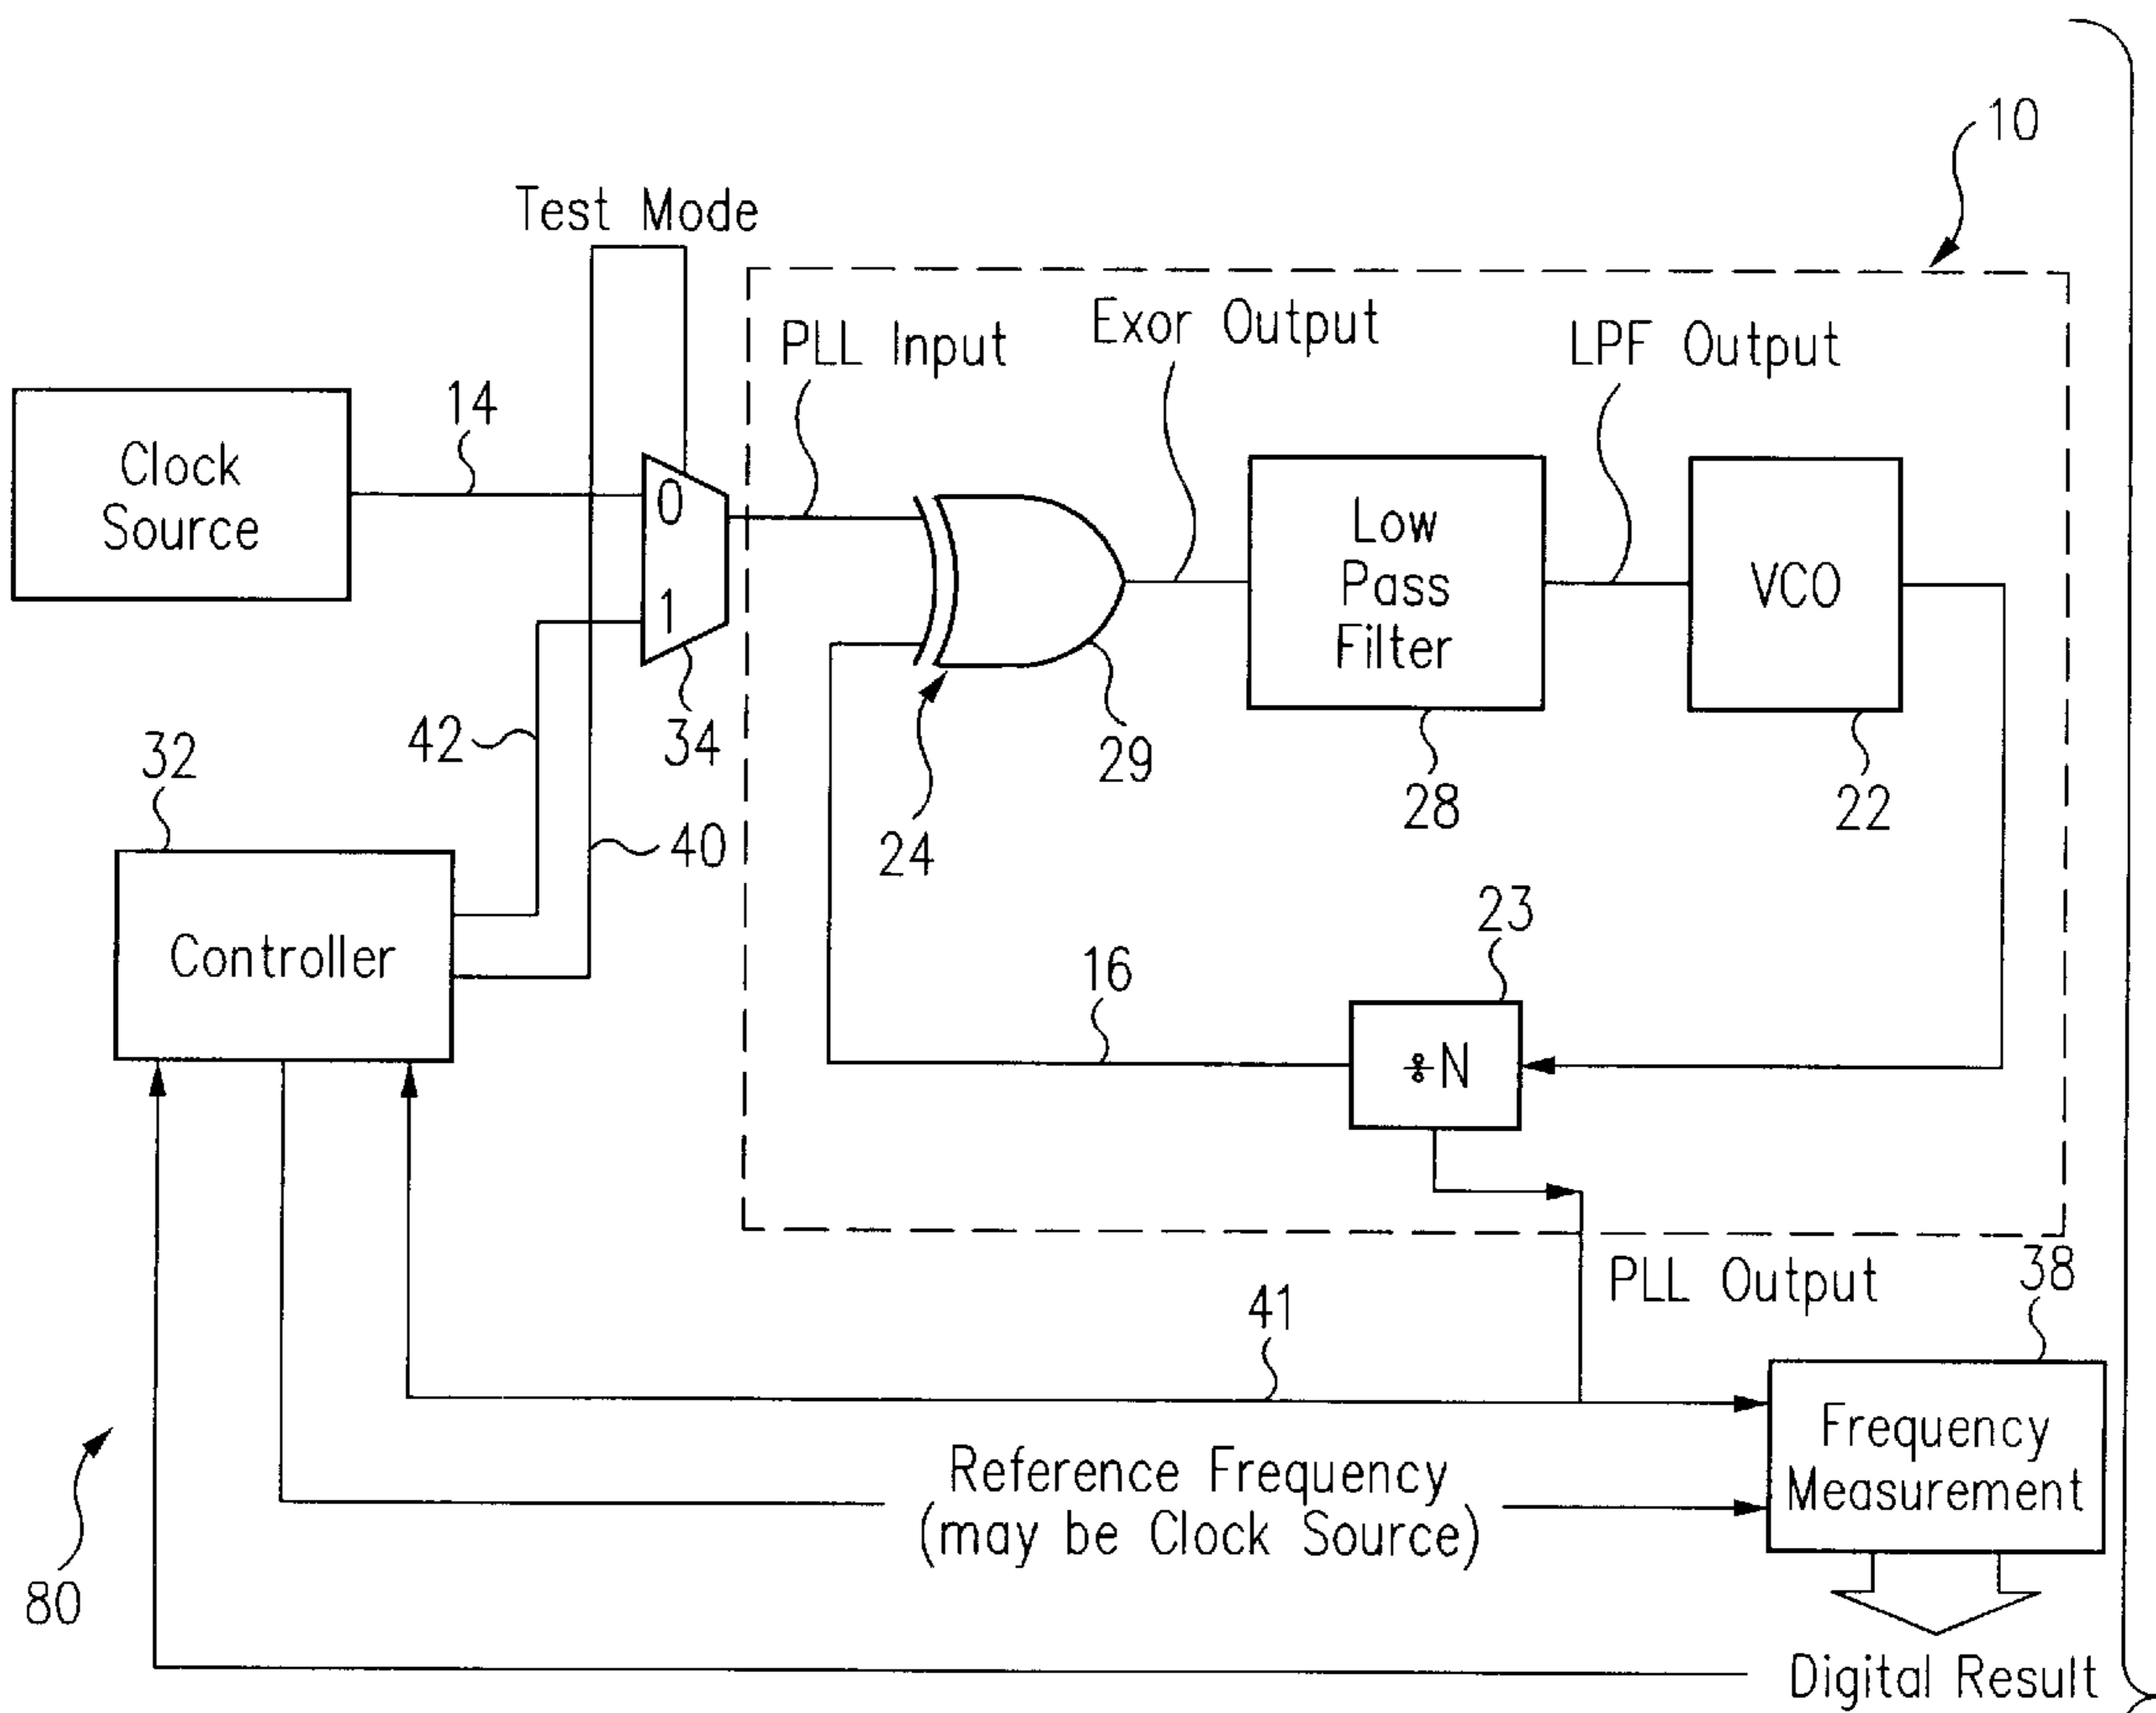 10
Test Mode
PLL Input
Exor Output
LPF Output
14
Clock
Source
0
1
Low
Pass
Filter
VCO
42
34
29
28
22
24
32
40
Controller
23
16
÷N
PLL Output
38
41
Frequency
Measurement
Reference Frequency
(may be Clock Source)
80
Digital Result